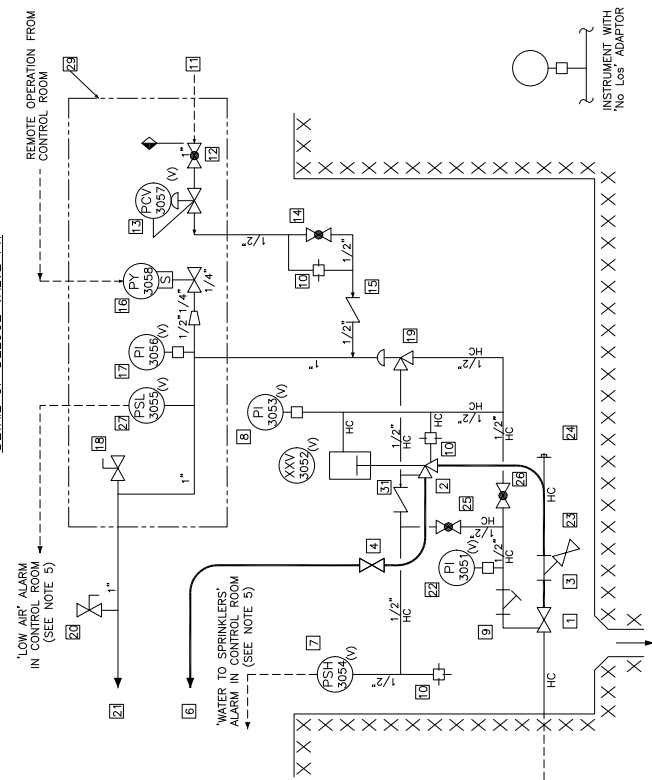 REMOTE OPERATION FROM
CONTROL ROOM
29
11
'LOW AIR' ALARM
IN CONTROL ROOM
(SEE NOTE 5)
18
27
PSL
3055
(V)
17
PI
3056
(V)
16
PY
3058
S
13
PCV
3057
(V)
12
1"
1/2"
1/4"
1/4"
1"
20
1"
21
6
'WATER TO SPRINKLERS'
ALARM IN CONTROL ROOM
(SEE NOTE 5)
1/2"
10
14
1/2"
15
1/2"
1"
19
8
PI
3053
(V)
XXV
3052
(V)
HC
1/2"
HC
HC
10
1/2"
HC
1/2"
HC
31
2
4
25
26
24
HC
7
PSH
3054
(V)
1/2"
10
1/2"
HC
22
PI
3051
(V)
HC
1/2"
1/2"
HC
9
23
3
1
HC
INSTRUMENT WITH
'No Los' ADAPTOR